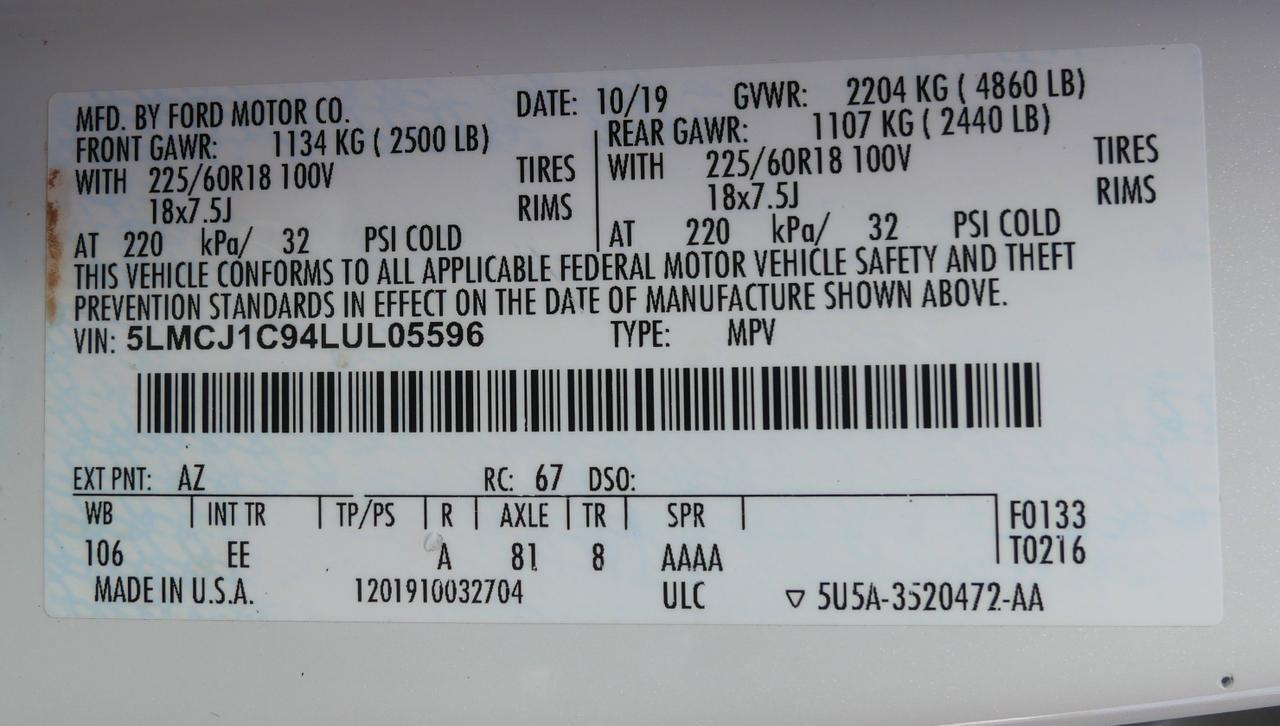 MFD. BY FORD MOTOR CO. DATE: 10/19 GVWR: 2204 KG ( 4860 LB)
FRONT GAWR: 1134 KG ( 2500 LB) REAR GAWR: 1107 KG ( 2440 LB)
WITH 225/60R18 100V TIRES WITH 225/60R18 100V TIRES
18x7.5J RIMS 18x7.5J RIMS
AT 220 kPa/ 32 PSI COLD AT 220 kPa/ 32 PSI COLD
THIS VEHICLE CONFORMS TO ALL APPLICABLE FEDERAL MOTOR VEHICLE SAFETY AND THEFT
PREVENTION STANDARDS IN EFFECT ON THE DATE OF MANUFACTURE SHOWN ABOVE.
VIN: 5LMCJ1C94LUL05596 TYPE: MPV
EXT PNT: AZ RC: 67 DSO:
WB INT TR TP/PS R AXLE TR SPR F0133
106 EE A 81 8 AAAA T0216
MADE IN U.S.A. 1201910032704 ULC ▽ 5U5A-3520472-AA